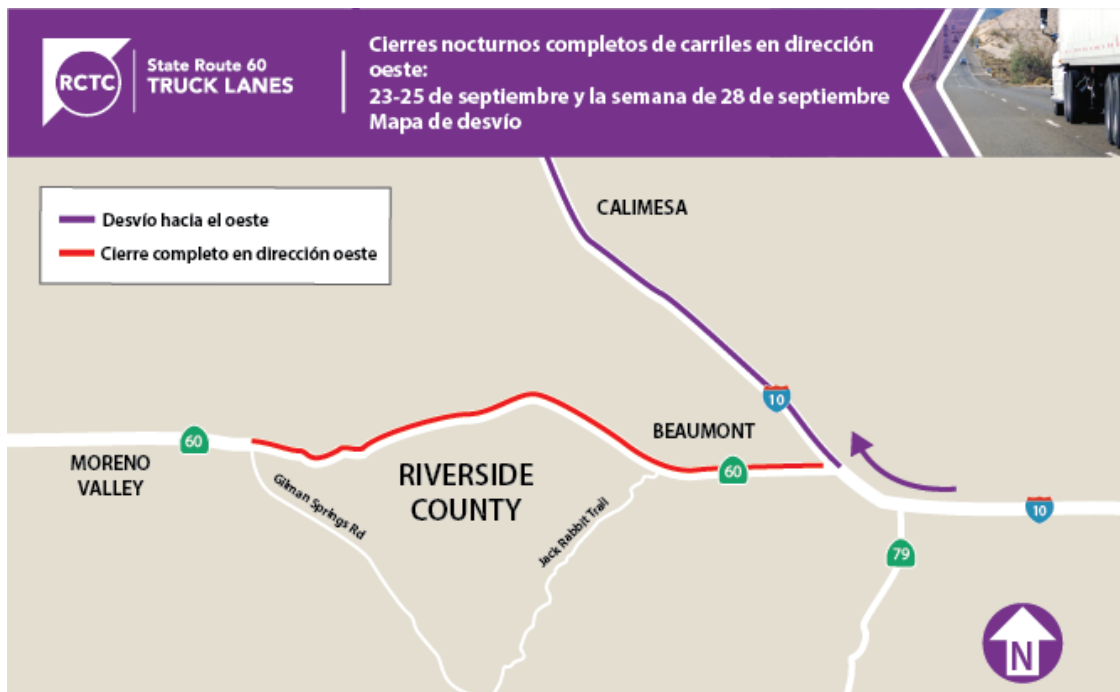 RCTC
State Route 60
TRUCK LANES
Cierres nocturnos completos de carriles en dirección
oeste:
23-25 de septiembre y la semana de 28 de septiembre
Mapa de desvío
Desvío hacia el oeste
Cierre completo en dirección oeste
CALIMESA
10
BEAUMONT
60
MORENO
VALLEY
60
RIVERSIDE
COUNTY
Gilman Springs Rd
Jack Rabbit Trail
10
79
N